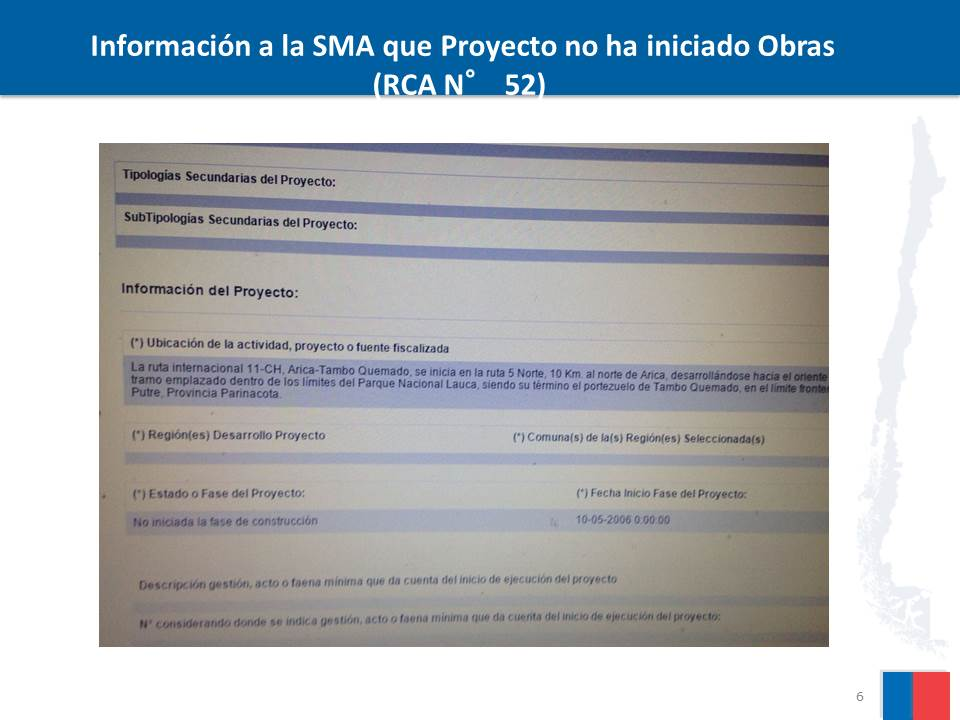 Información a la SMA que Proyecto no ha iniciado Obras
(RCA N° 52)
Tipologías Secundarias del Proyecto:
SubTipologías Secundarias del Proyecto:
Información del Proyecto:
(*) Ubicación de la actividad, proyecto o fuente fiscalizada
La ruta internacional 11-CH, Arica-Tambo Quemado, se inicia en la ruta 5 Norte, 10 Km. al norte de Arica, desarrollándose hacia el oriente
tramo emplazado dentro de los límites del Parque Nacional Lauca, siendo su término el portezuelo de Tambo Quemado, en el límite fronte
Putre, Provincia Parinacota.
(*) Región(es) Desarrollo Proyecto (*) Comuna(s) de la(s) Región(es) Seleccionada(s)
(*) Estado o Fase del Proyecto: (*) Fecha Inicio Fase del Proyecto:
No iniciada la fase de construcción 10-05-2006 0:00:00
Descripción gestión, acto o faena mínima que da cuenta del inicio de ejecución del proyecto
N° considerando donde se indica gestión, acto o faena mínima que da cuenta del inicio de ejecución del proyecto:
6